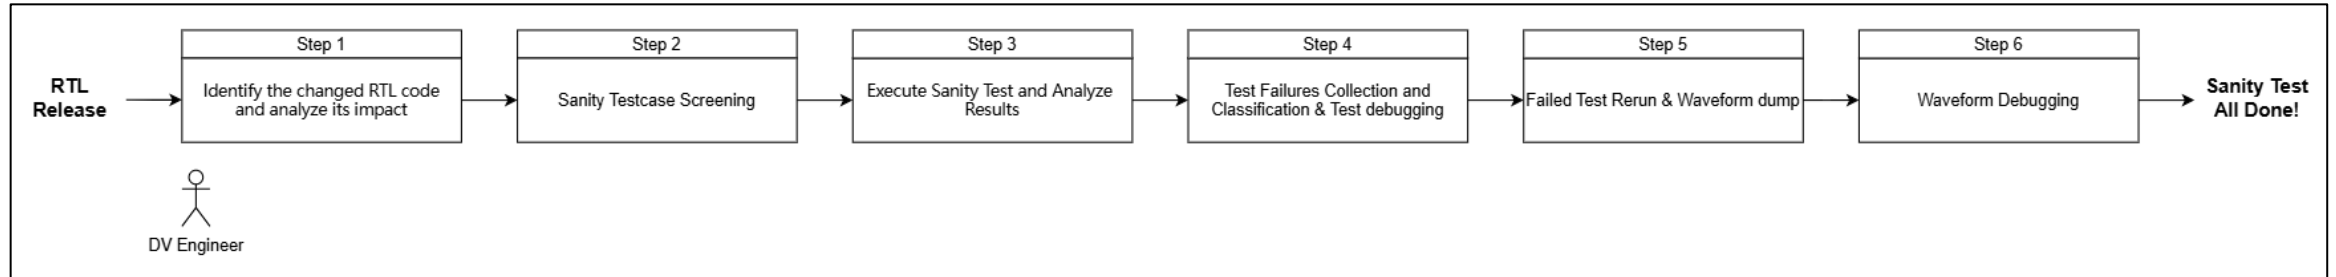 RTL
Release
Step 1
Identify the changed RTL code
and analyze its impact
Step 2
Sanity Testcase Screening
Step 3
Execute Sanity Test and Analyze
Results
Step 4
Test Failures Collection and
Classification & Test debugging
Step 5
Failed Test Rerun & Waveform dump
Step 6
Waveform Debugging
Sanity Test
All Done!
DV Engineer